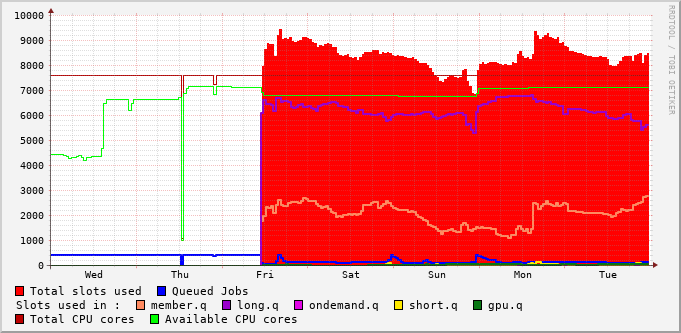 10000
9000
8000
7000
6000
5000
4000
3000
2000
1000
0
Wed Thu Fri Sat Sun Mon Tue
RRDTOOL / TOBI OETIKER
Total slots used Queued Jobs
Slots used in : member.q long.q ondemand.q short.q gpu.q
Total CPU cores Available CPU cores